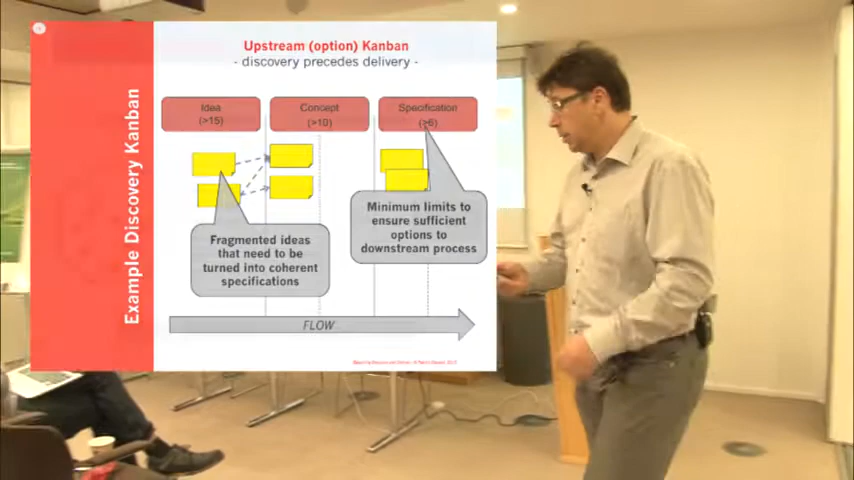 Upstream (option) Kanban
- discovery precedes delivery -
Example Discovery Kanban
Idea
(>15)
Concept
(>10)
Specification
(>6)
Minimum limits to
ensure sufficient
options to
downstream process
Fragmented ideas
that need to be
turned into coherent
specifications
FLOW